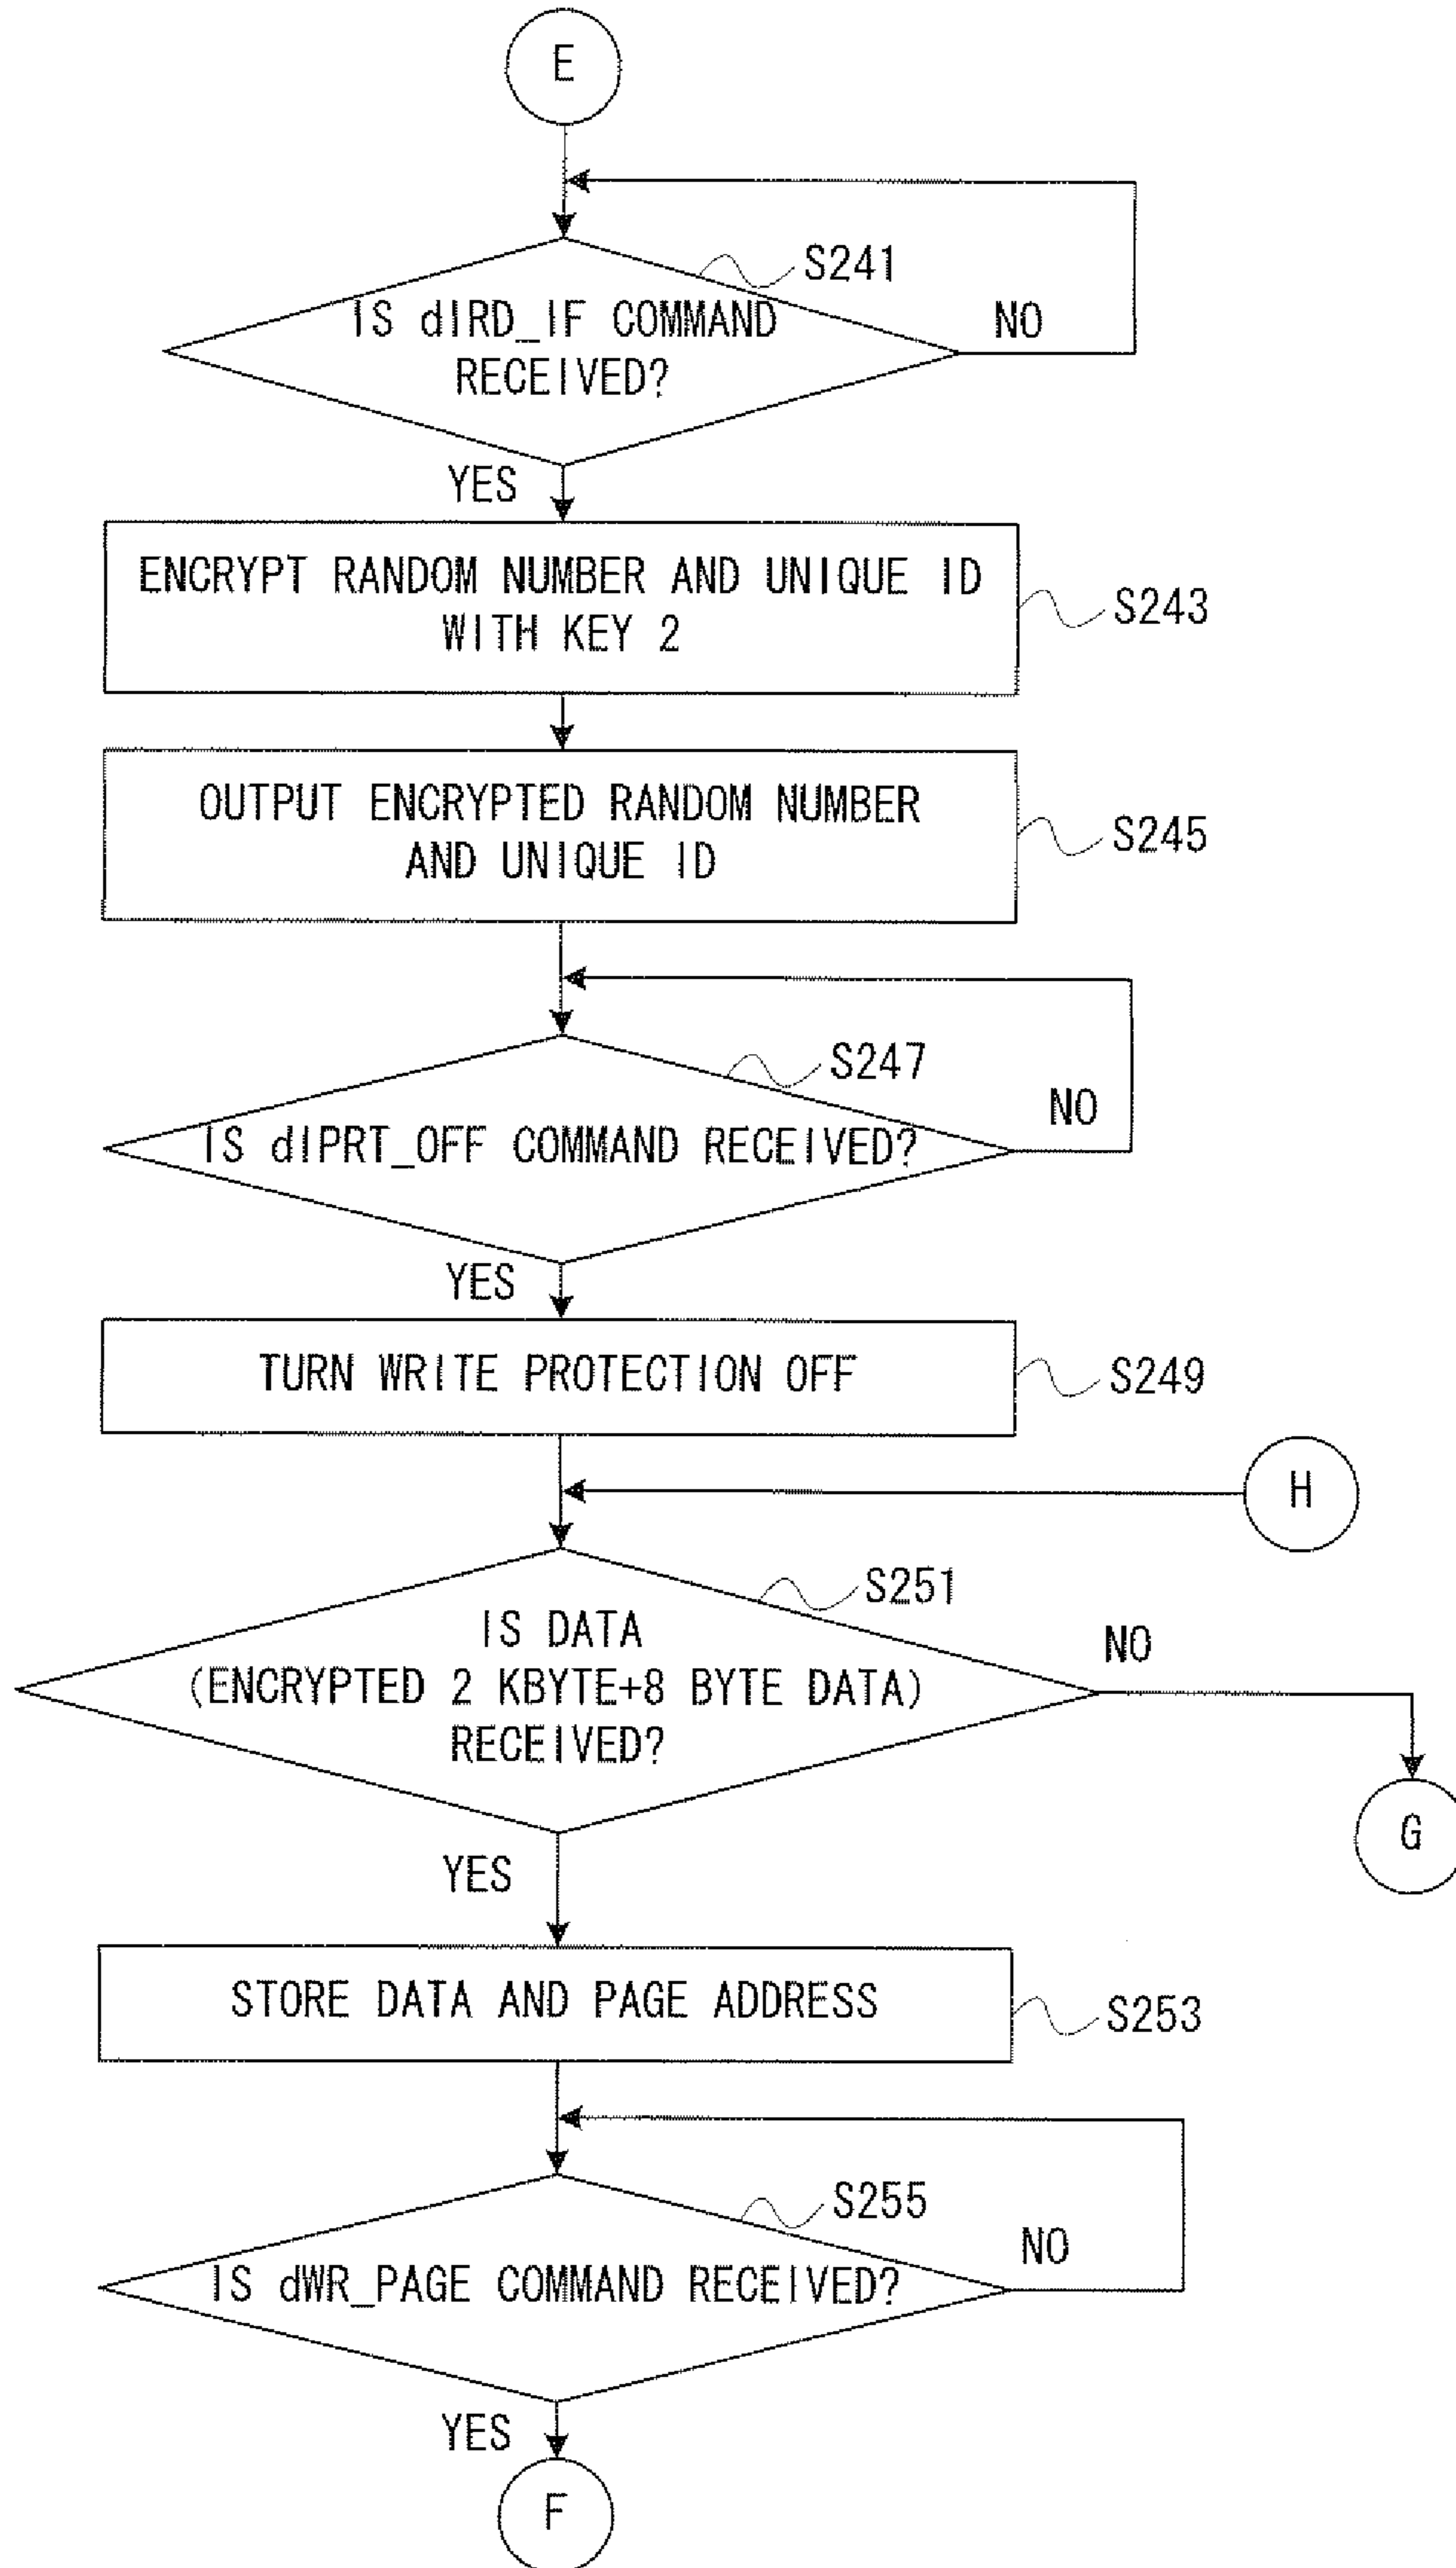 E
S241
IS dIRD_IF COMMAND
RECEIVED?
NO
YES
ENCRYPT RANDOM NUMBER AND UNIQUE ID
WITH KEY 2
S243
OUTPUT ENCRYPTED RANDOM NUMBER
AND UNIQUE ID
S245
S247
NO
IS dIPRT_OFF COMMAND RECEIVED?
YES
TURN WRITE PROTECTION OFF
S249
H
S251
IS DATA
(ENCRYPTED 2 KBYTE+8 BYTE DATA)
RECEIVED?
NO
G
YES
STORE DATA AND PAGE ADDRESS
S253
S255
NO
IS dWR_PAGE COMMAND RECEIVED?
YES
F